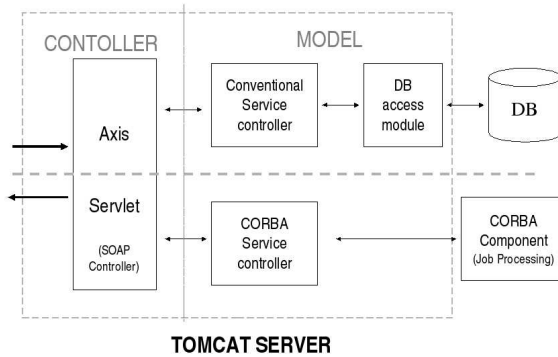 CONTOLLER
MODEL
Axis
Servlet
(SOAP
Controller)
Conventional
Service
controller
DB
access
module
DB
CORBA
Service
controller
CORBA
Component
(Job Processing)
TOMCAT SERVER